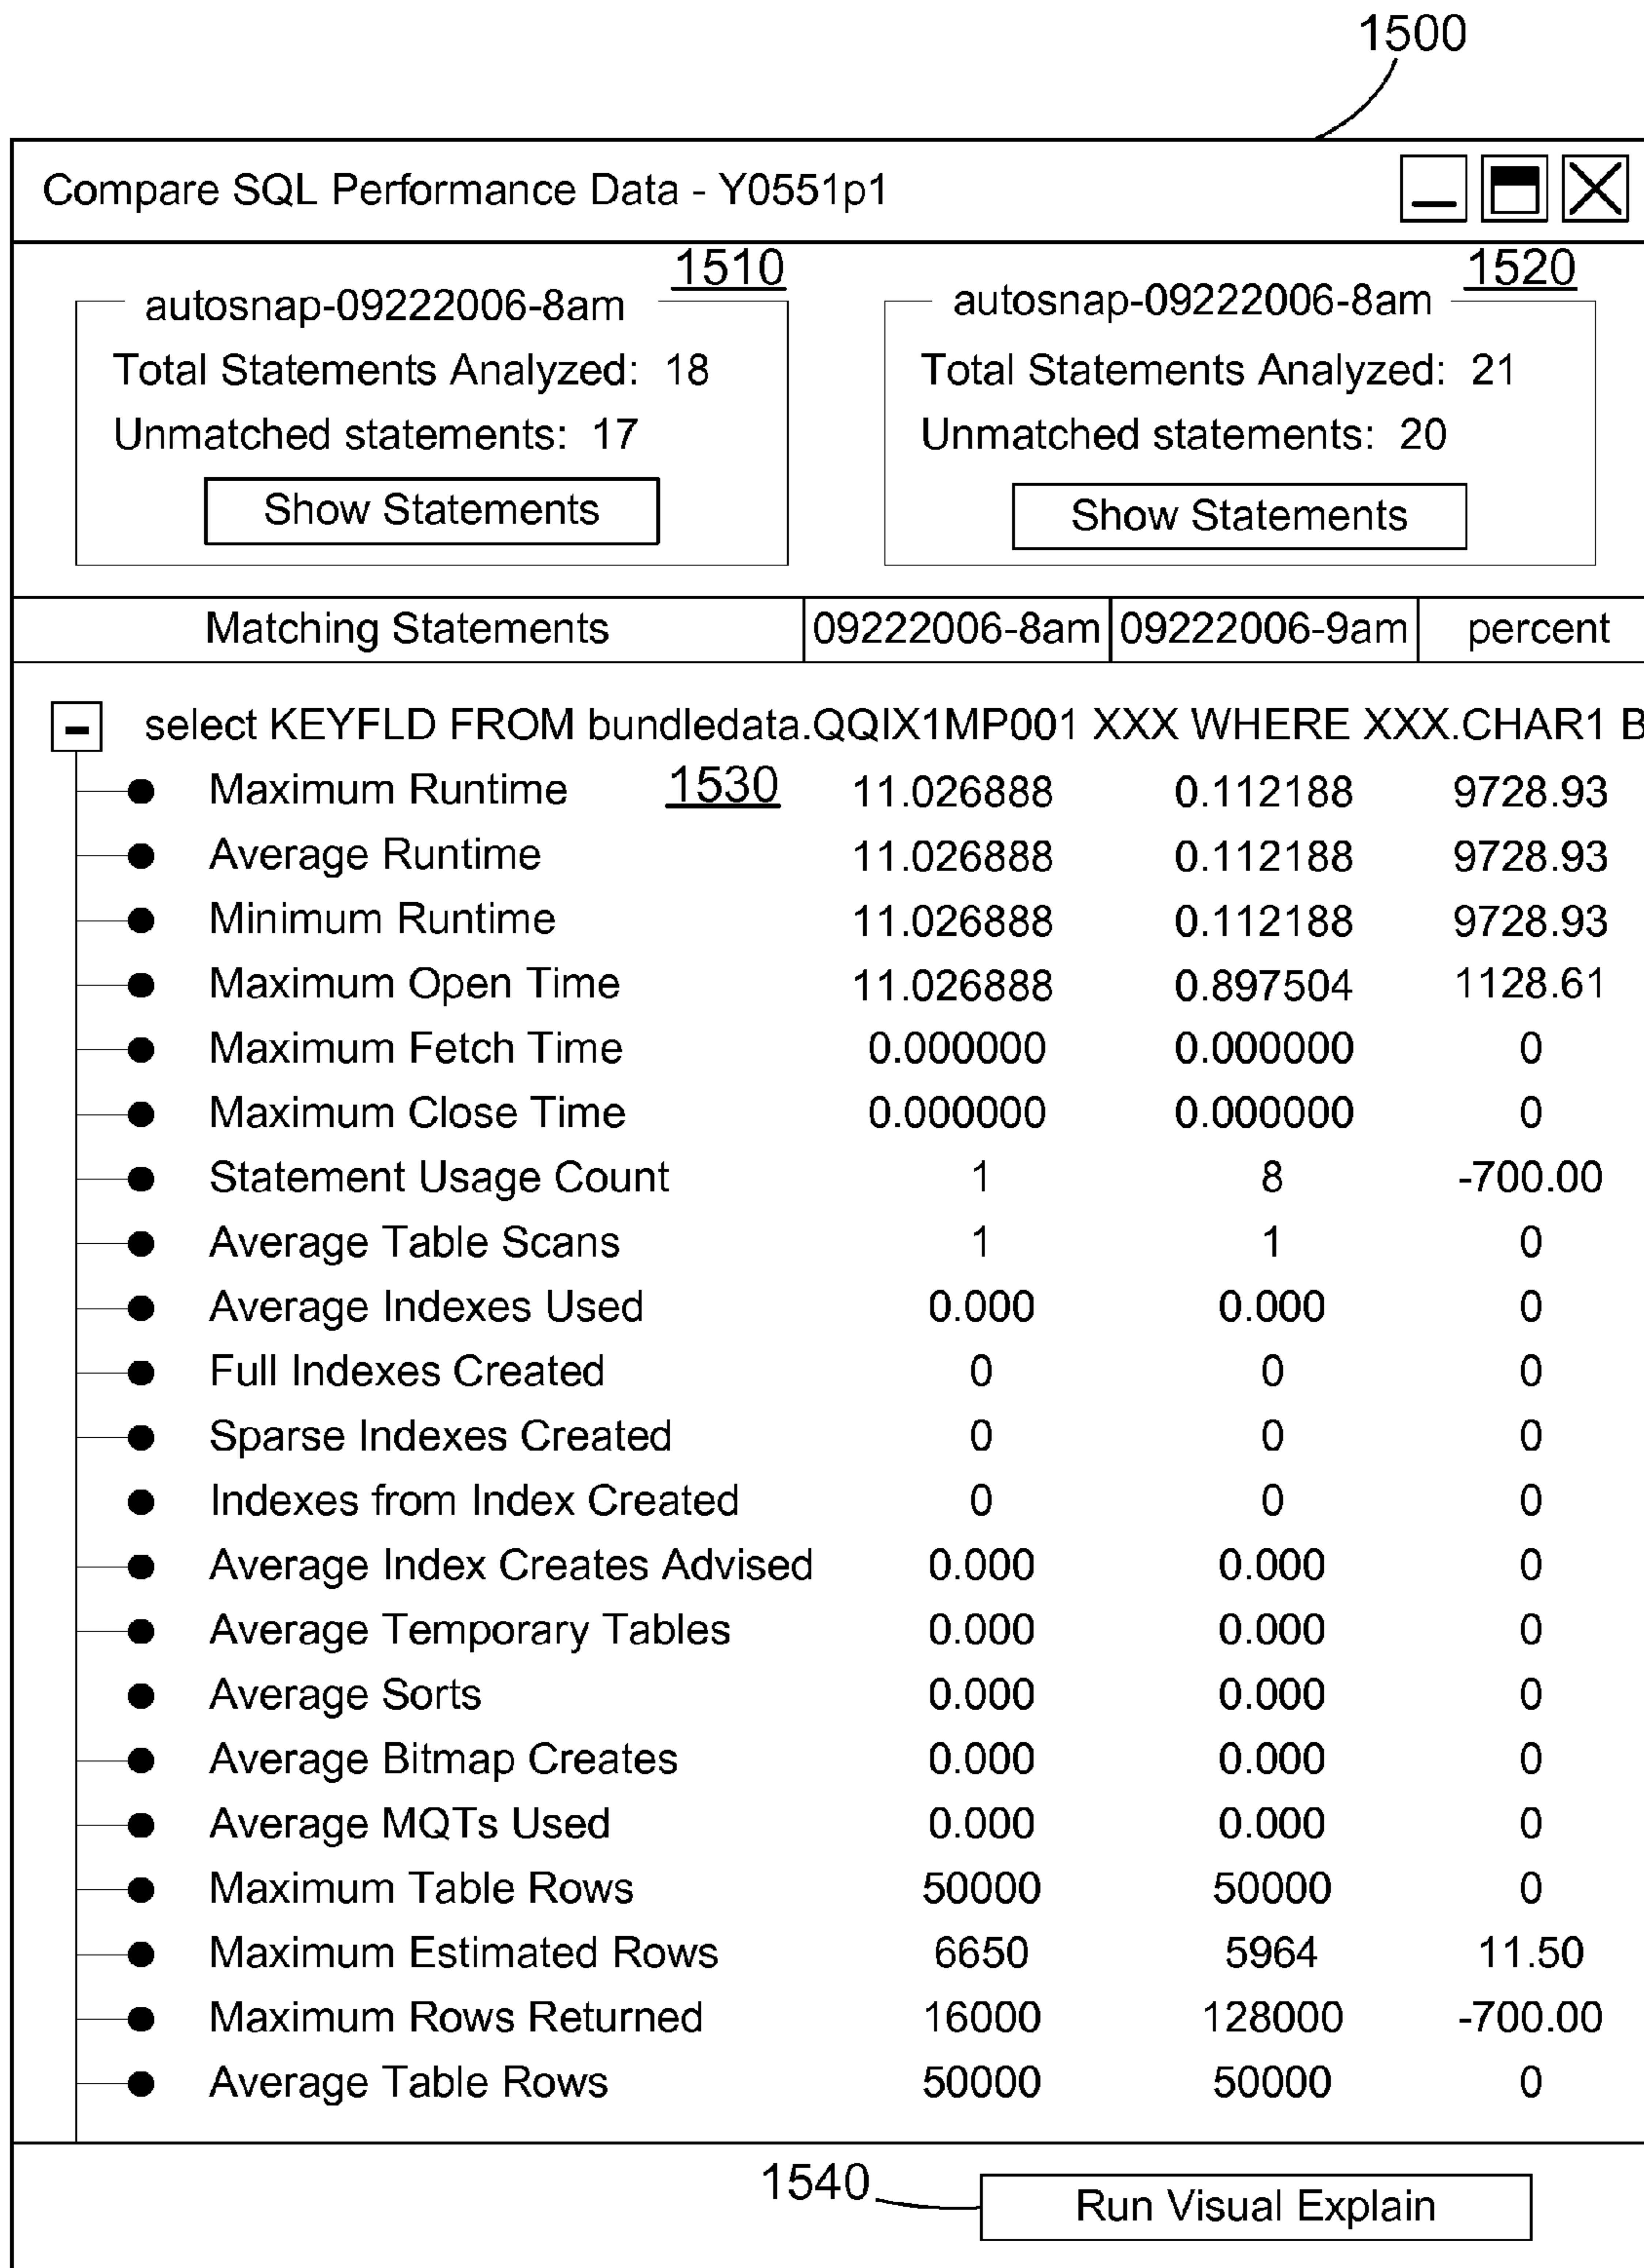 1500
Compare SQL Performance Data - Y0551p1
1510
autosnap-09222006-8am
Total Statements Analyzed: 18
Unmatched statements: 17
Show Statements
1520
autosnap-09222006-8am
Total Statements Analyzed: 21
Unmatched statements: 20
Show Statements
Matching Statements 09222006-8am 09222006-9am percent
select KEYFLD FROM bundledata.QQIX1MP001 XXX WHERE XXX.CHAR1 B
Maximum Runtime 1530 11.026888 0.112188 9728.93
Average Runtime 11.026888 0.112188 9728.93
Minimum Runtime 11.026888 0.112188 9728.93
Maximum Open Time 11.026888 0.897504 1128.61
Maximum Fetch Time 0.000000 0.000000 0
Maximum Close Time 0.000000 0.000000 0
Statement Usage Count 1 8 -700.00
Average Table Scans 1 1 0
Average Indexes Used 0.000 0.000 0
Full Indexes Created 0 0 0
Sparse Indexes Created 0 0 0
Indexes from Index Created 0 0 0
Average Index Creates Advised 0.000 0.000 0
Average Temporary Tables 0.000 0.000 0
Average Sorts 0.000 0.000 0
Average Bitmap Creates 0.000 0.000 0
Average MQTs Used 0.000 0.000 0
Maximum Table Rows 50000 50000 0
Maximum Estimated Rows 6650 5964 11.50
Maximum Rows Returned 16000 128000 -700.00
Average Table Rows 50000 50000 0
1540
Run Visual Explain